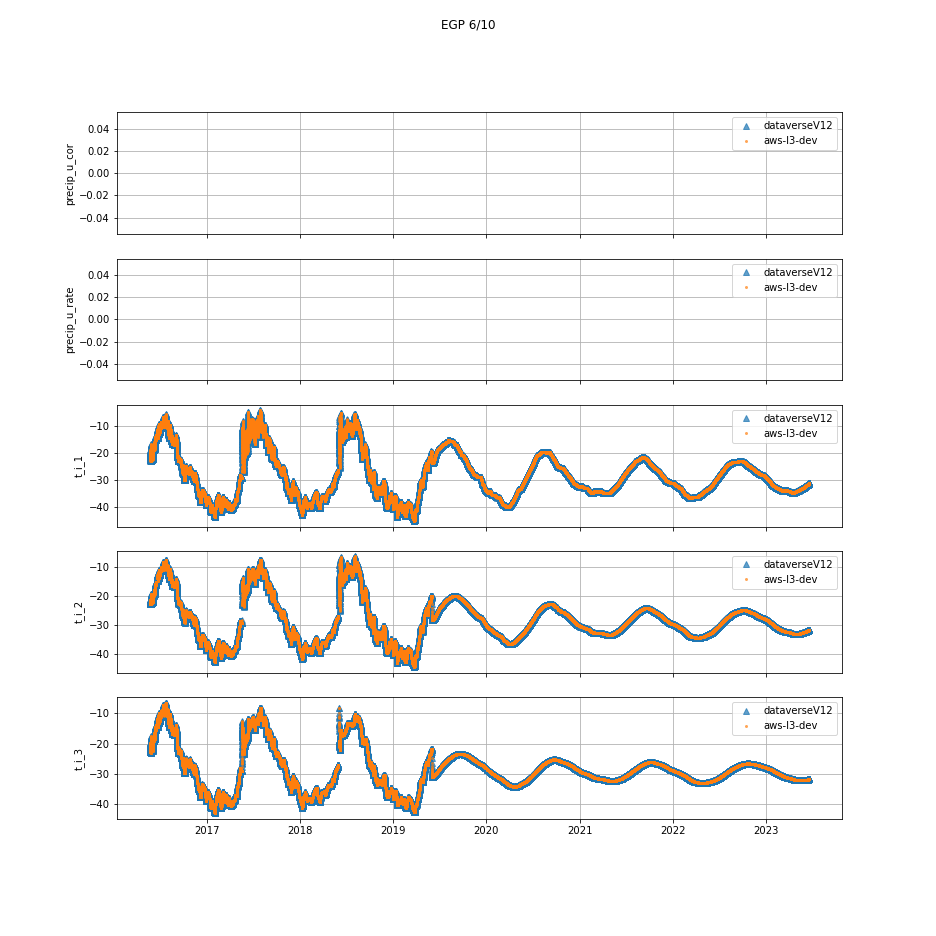 EGP 6/10
0.04
0.02
0.00
−0.02
−0.04
precip_u_cor
dataverseV12
aws-l3-dev
0.04
0.02
0.00
−0.02
−0.04
precip_u_rate
dataverseV12
aws-l3-dev
−10
−20
−30
−40
t_i_1
dataverseV12
aws-l3-dev
−10
−20
−30
−40
t_i_2
dataverseV12
aws-l3-dev
−10
−20
−30
−40
t_i_3
dataverseV12
aws-l3-dev
2017 2018 2019 2020 2021 2022 2023